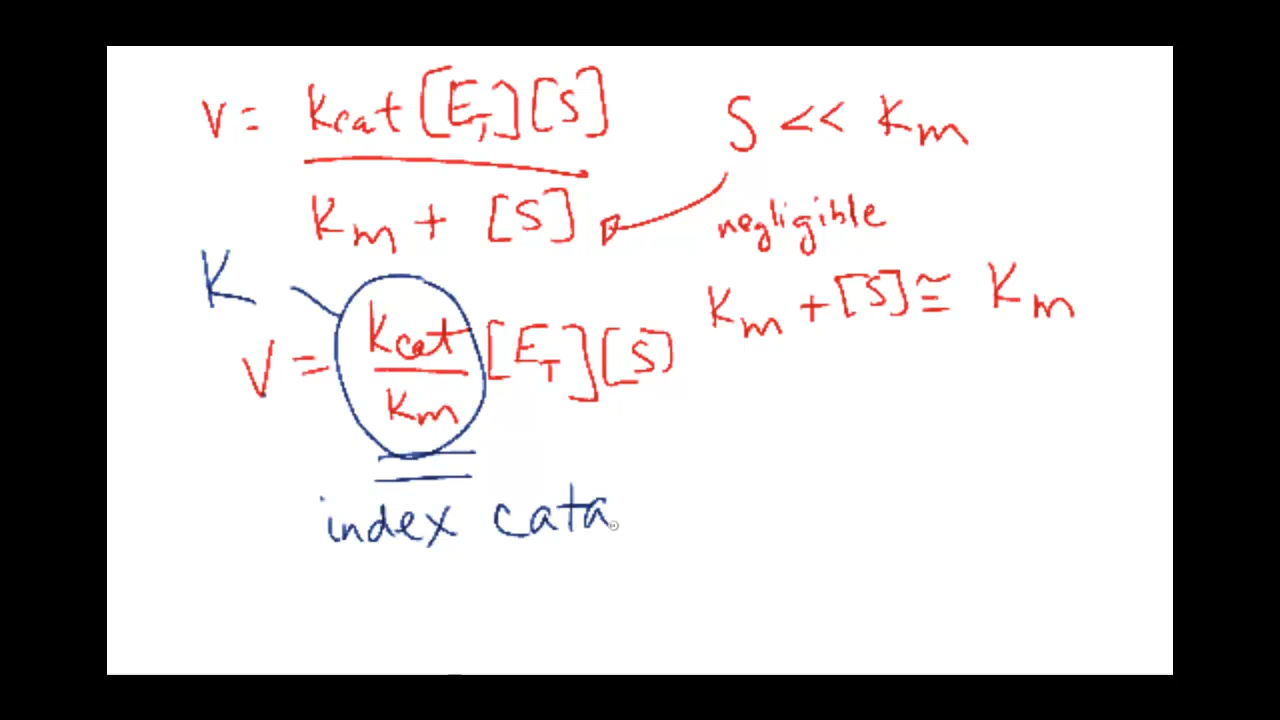 v = kcat [ET] [S]
Km + [S]
S << Km
negligible
Km + [S] ≅ Km
K
V = kcat [ET] [S]
Km
index cata